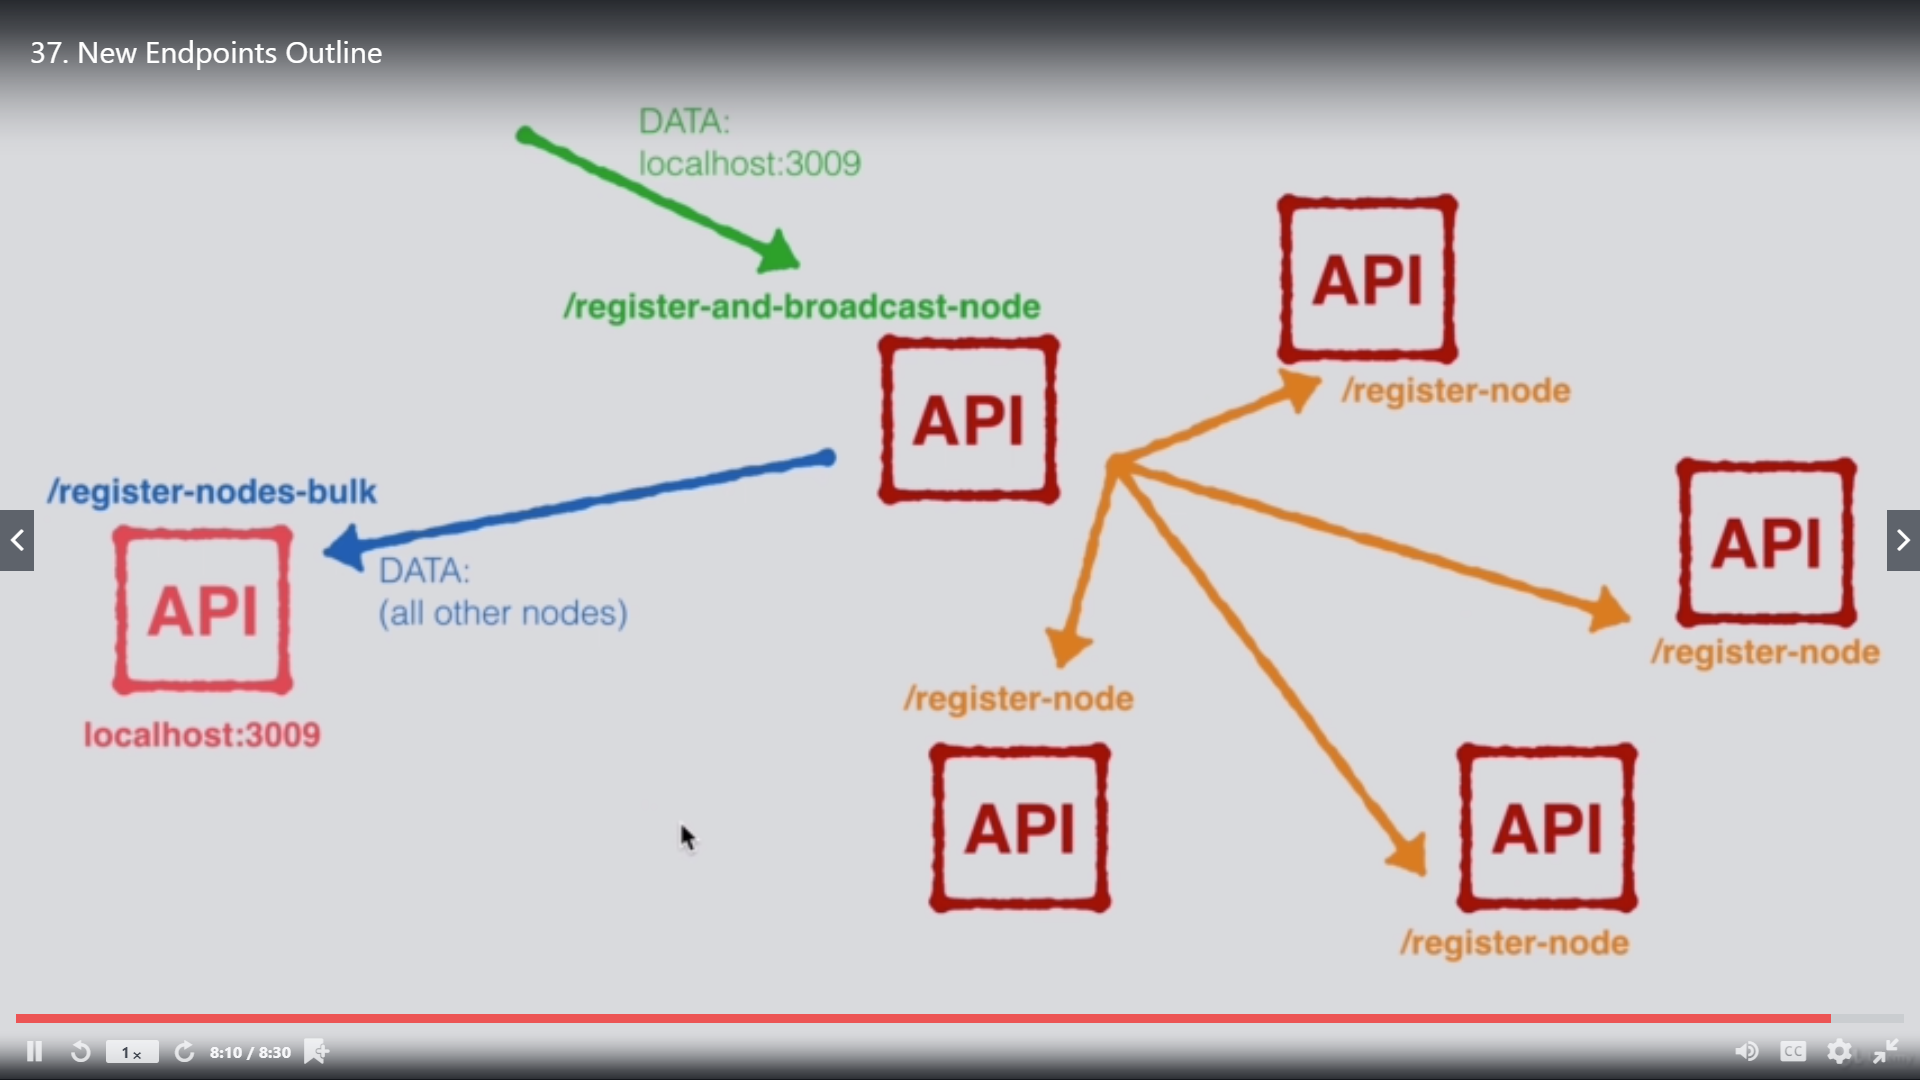 37. New Endpoints Outline
DATA:
localhost:3009
/register-and-broadcast-node
API
API
/register-node
/register-nodes-bulk
API
localhost:3009
DATA:
(all other nodes)
API
/register-node
/register-node
API
API
/register-node
1×
8:10 / 8:30
CC